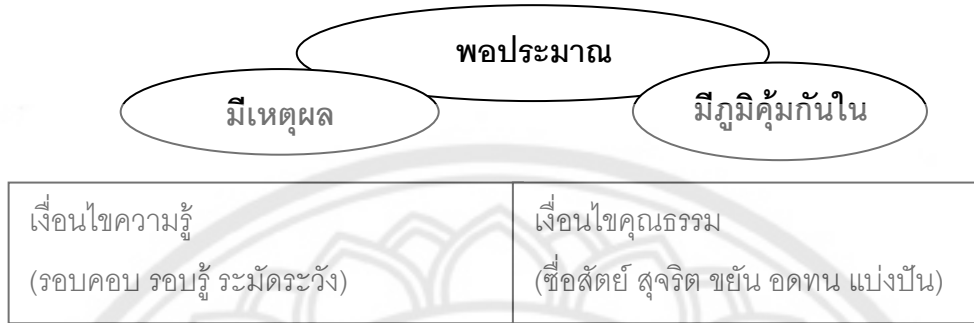 พอประมาณ
มีเหตุผล
มีภูมิคุ้มกันใน
เงื่อนไขความรู้
(รอบคอบ รอบรู้ ระมัดระวัง)
เงื่อนไขคุณธรรม
(ซื่อสัตย์ สุจริต ขยัน อดทน แบ่งปัน)